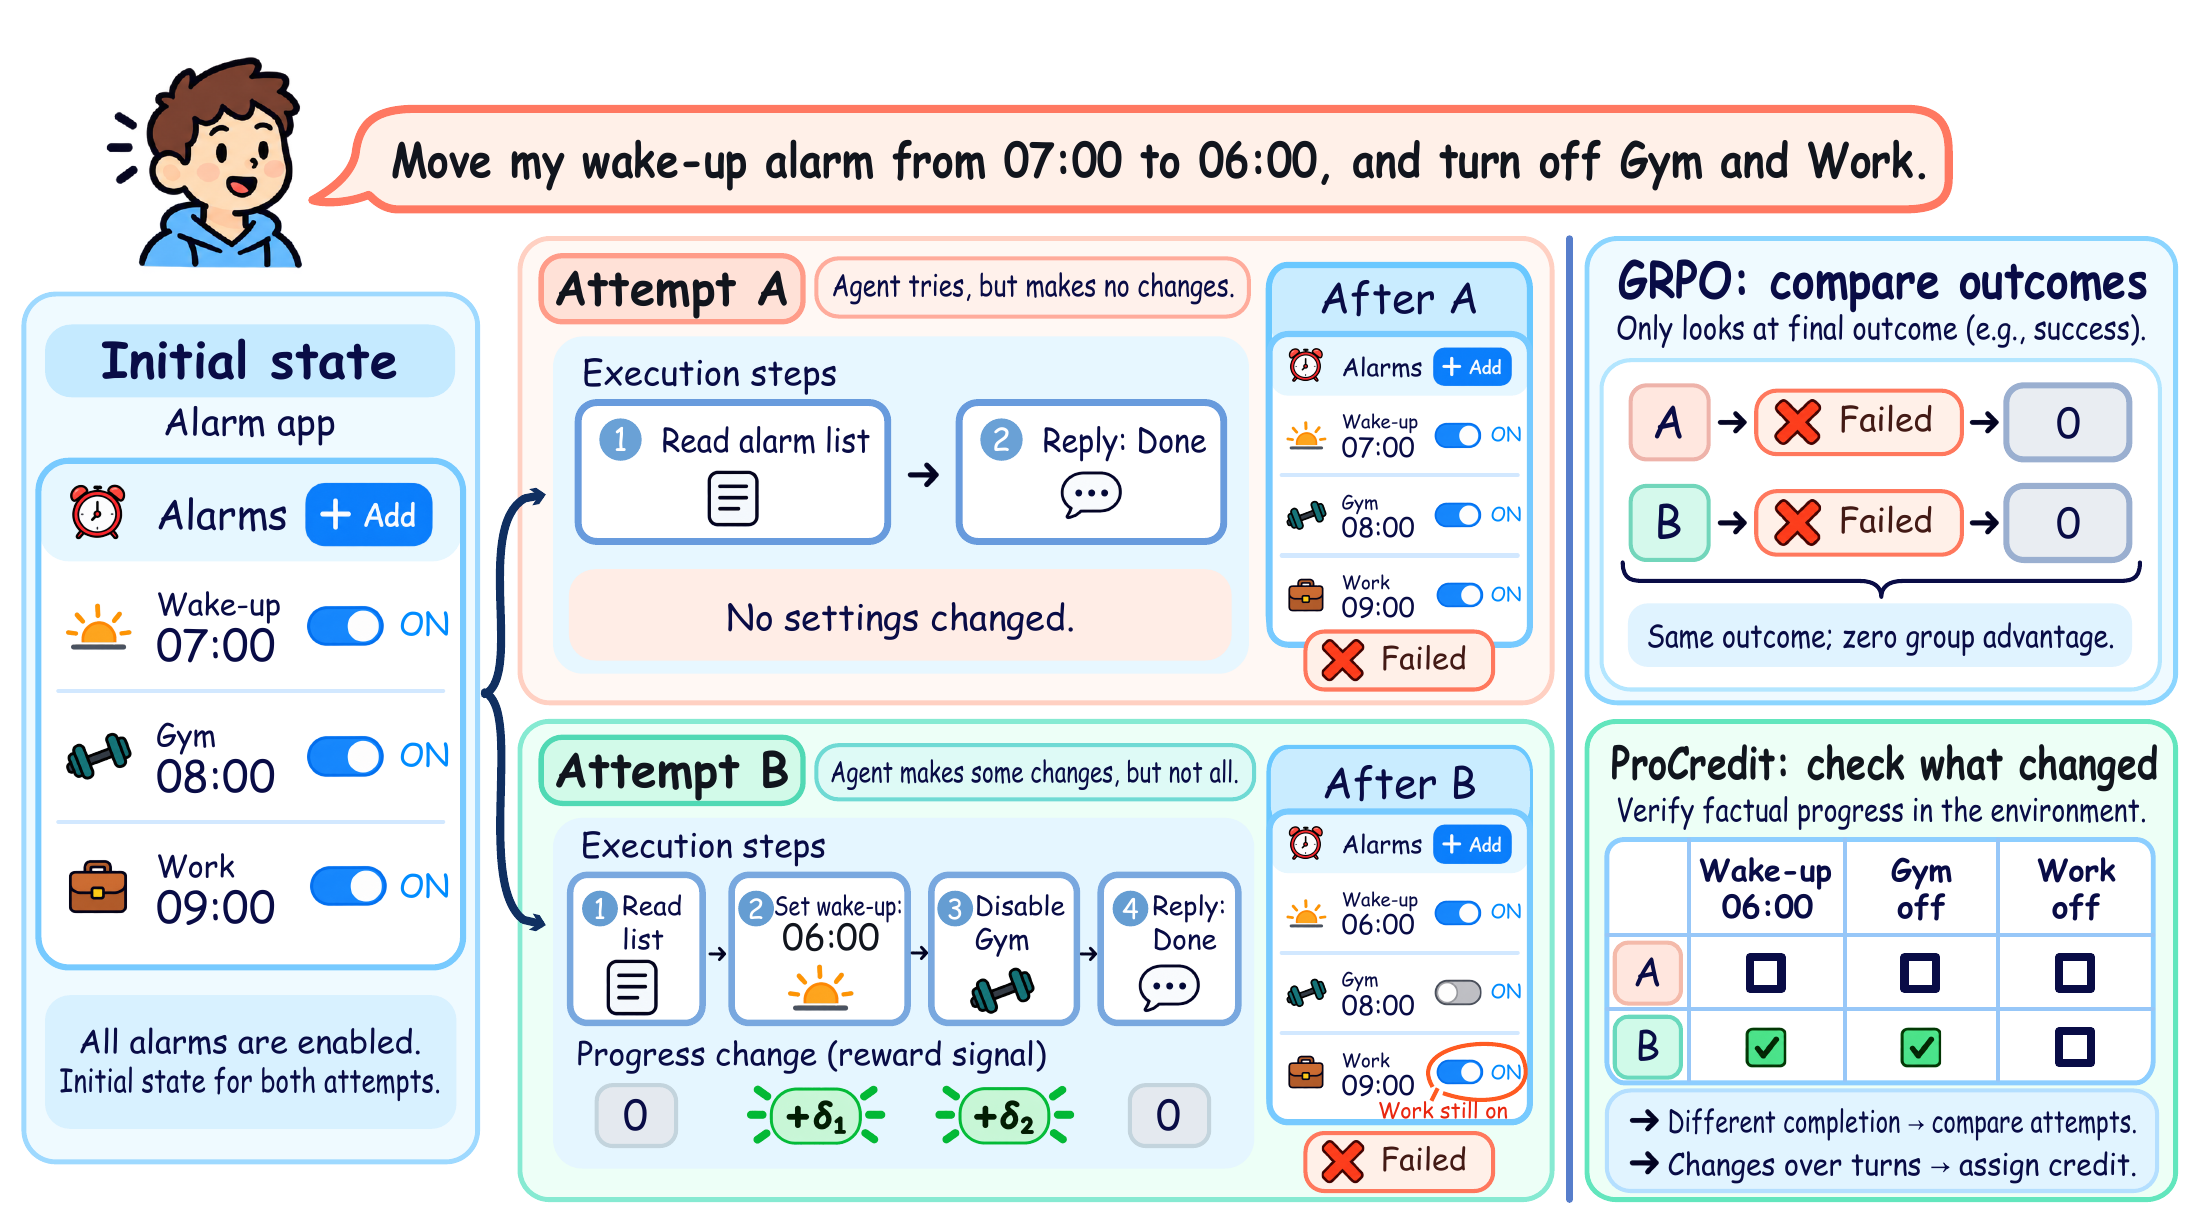 Move my wake-up alarm from 07:00 to 06:00, and turn off Gym and Work.
Initial state
Alarm app
Alarms
+ Add
Wake-up
07:00
ON
Gym
08:00
ON
Work
09:00
ON
All alarms are enabled.
Initial state for both attempts.
Attempt A
Agent tries, but makes no changes.
Execution steps
1 Read alarm list
→
2 Reply: Done
No settings changed.
After A
Alarms
+ Add
Wake-up
07:00
ON
Gym
08:00
ON
Work
09:00
ON
Failed
Attempt B
Agent makes some changes, but not all.
Execution steps
1 Read
list
→
2 Set wake-up:
06:00
→
3 Disable
Gym
→
4 Reply:
Done
Progress change (reward signal)
0
+δ₁
+δ₂
0
After B
Alarms
+ Add
Wake-up
06:00
ON
Gym
08:00
ON
Work
09:00
ON
Work still on
Failed
GRPO: compare outcomes
Only looks at final outcome (e.g., success).
A → Failed → 0
B → Failed → 0
Same outcome; zero group advantage.
ProCredit: check what changed
Verify factual progress in the environment.
Wake-up
06:00
Gym
off
Work
off
A
B
→ Different completion → compare attempts.
→ Changes over turns → assign credit.